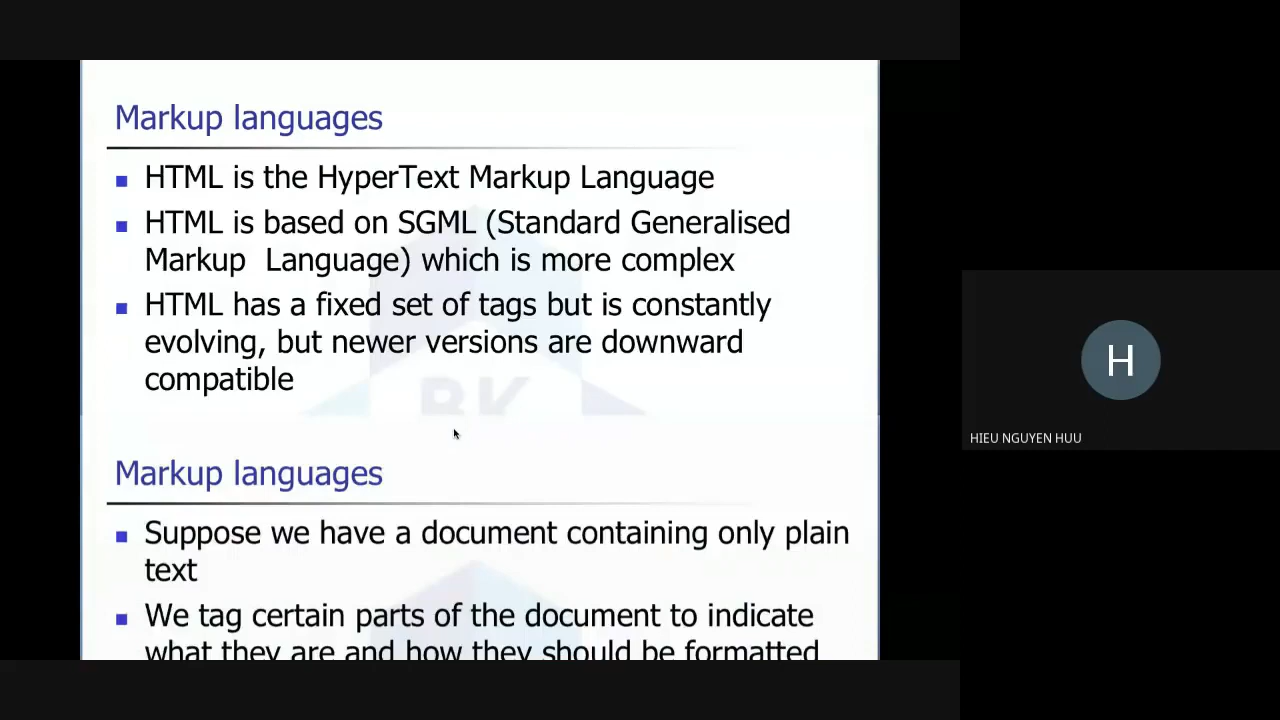 Markup languages
HTML is the HyperText Markup Language
HTML is based on SGML (Standard Generalised
Markup Language) which is more complex
HTML has a fixed set of tags but is constantly
evolving, but newer versions are downward
compatible
BK
Markup languages
Suppose we have a document containing only plain
text
We tag certain parts of the document to indicate
what they are and how they should be formatted
H
HIEU NGUYEN HUU